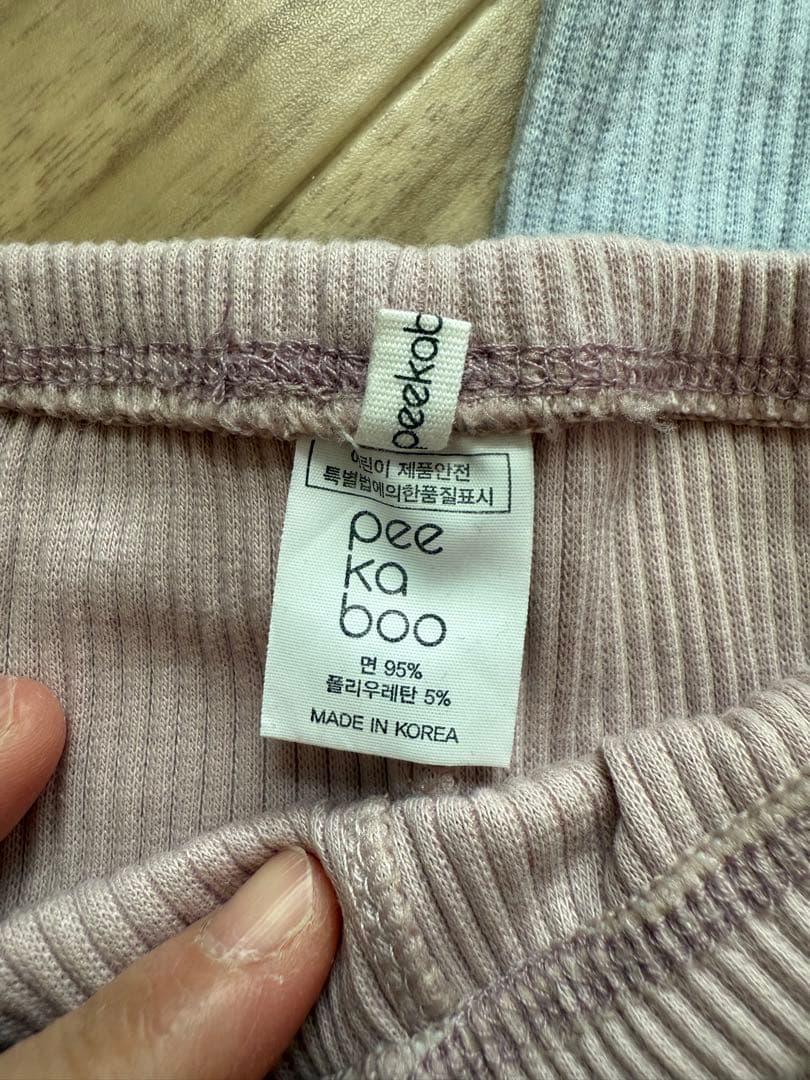 peekab
어린이 제품안전
특별법에의한품질표시
pee
ka
boo
면 95%
폴리우레탄 5%
MADE IN KOREA